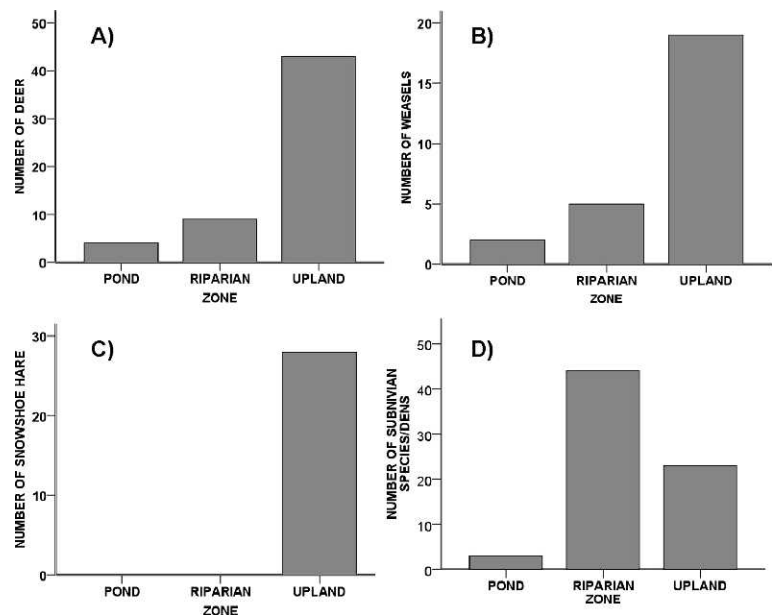 A)
NUMBER OF DEER
50
40
30
20
10
0
POND
RIPARIAN
UPLAND
ZONE
B)
NUMBER OF WEASELS
20
15
10
5
0
POND
RIPARIAN
UPLAND
ZONE
C)
NUMBER OF SNOWSHOE HARE
30
20
10
0
POND
RIPARIAN
UPLAND
ZONE
D)
NUMBER OF SUBNIVIAN
SPECIES/DENS
50
40
30
20
10
0
POND
RIPARIAN
UPLAND
ZONE